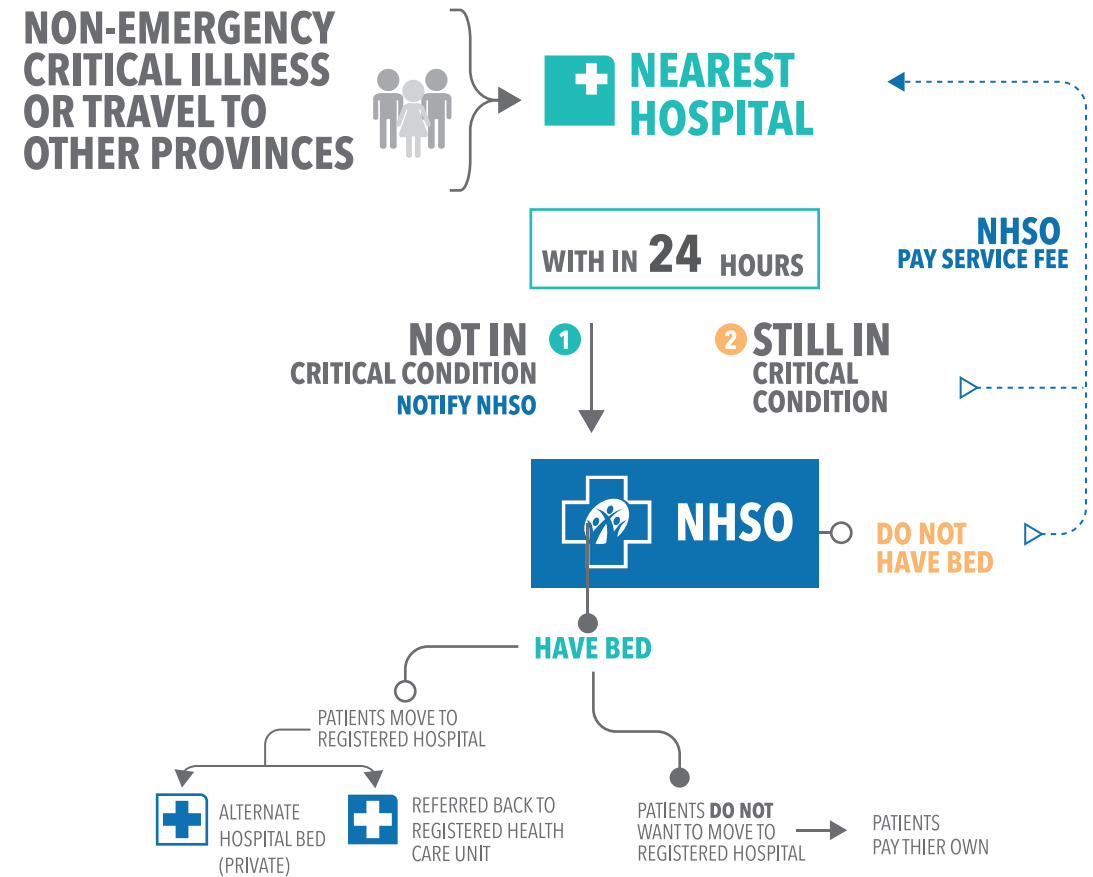 NON-EMERGENCY
CRITICAL ILLNESS
OR TRAVEL TO
OTHER PROVINCES
NEAREST
HOSPITAL
WITH IN 24 HOURS
NHSO
PAY SERVICE FEE
NOT IN
CRITICAL CONDITION
NOTIFY NHSO
1
2 STILL IN
CRITICAL
CONDITION
NHSO
DO NOT
HAVE BED
HAVE BED
PATIENTS MOVE TO
REGISTERED HOSPITAL
ALTERNATE
HOSPITAL BED
(PRIVATE)
REFERRED BACK TO
REGISTERED HEALTH
CARE UNIT
PATIENTS DO NOT
WANT TO MOVE TO
REGISTERED HOSPITAL
PATIENTS
PAY THIER OWN